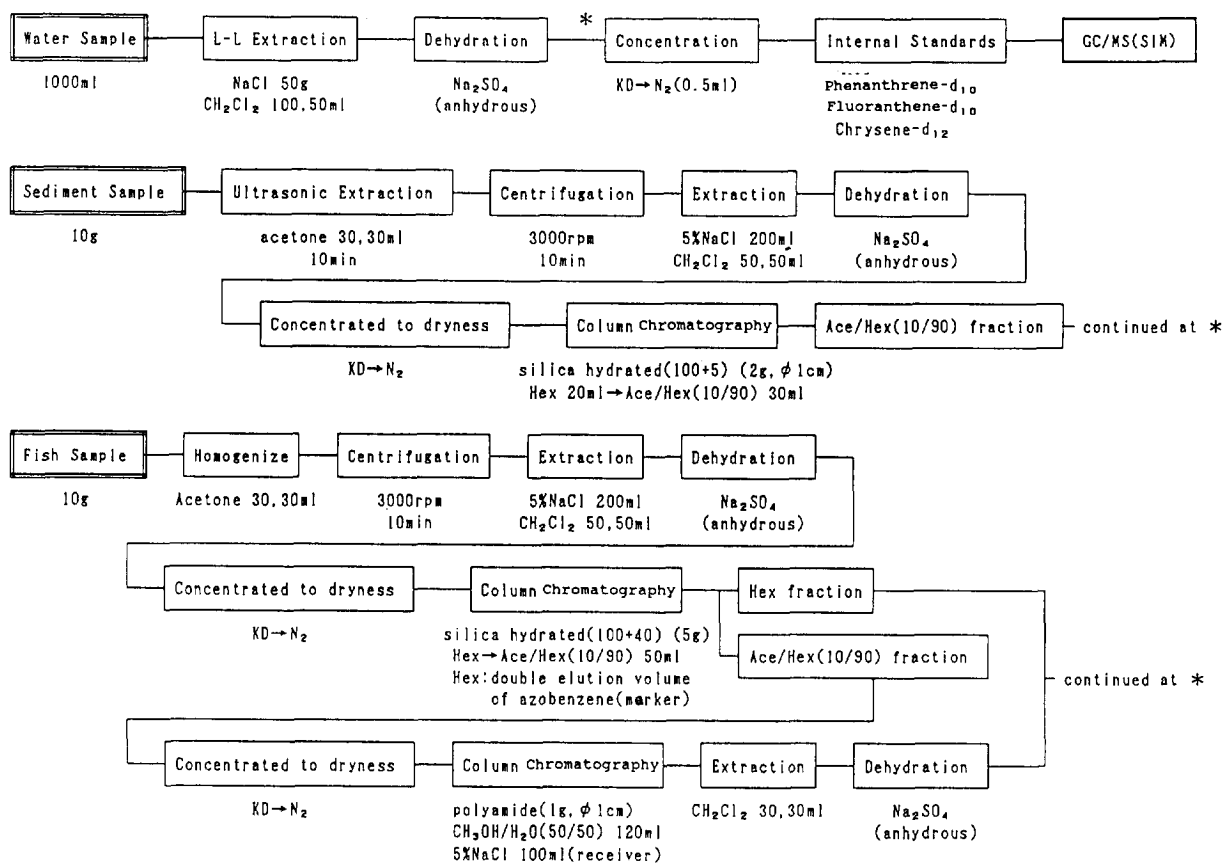 Water Sample
L-L Extraction
Dehydration
*
Concentration
Internal Standards
GC/MS(SIM)
1000ml
NaCl 50g
CH₂Cl₂ 100,50ml
Na₂SO₄
(anhydrous)
KD→N₂(0.5ml)
Phenanthrene-d₁₀
Fluoranthene-d₁₀
Chrysene-d₁₂
Sediment Sample
Ultrasonic Extraction
Centrifugation
Extraction
Dehydration
10g
acetone 30,30ml
10min
3000rpm
10min
5%NaCl 200ml
CH₂Cl₂ 50,50ml
Na₂SO₄
(anhydrous)
Concentrated to dryness
Column Chromatography
Ace/Hex(10/90) fraction
continued at *
KD→N₂
silica hydrated(100+5) (2g, ϕ 1cm)
Hex 20ml→Ace/Hex(10/90) 30ml
Fish Sample
Homogenize
Centrifugation
Extraction
Dehydration
10g
Acetone 30,30ml
3000rpm
10min
5%NaCl 200ml
CH₂Cl₂ 50,50ml
Na₂SO₄
(anhydrous)
Concentrated to dryness
Column Chromatography
Hex fraction
KD→N₂
silica hydrated(100+40) (5g)
Hex→Ace/Hex(10/90) 50ml
Hex:double elution volume
of azobenzene(marker)
Ace/Hex(10/90) fraction
continued at *
Concentrated to dryness
Column Chromatography
Extraction
Dehydration
KD→N₂
polyamide(1g, ϕ 1cm)
CH₃OH/H₂O(50/50) 120ml
5%NaCl 100ml(receiver)
CH₂Cl₂ 30,30ml
Na₂SO₄
(anhydrous)